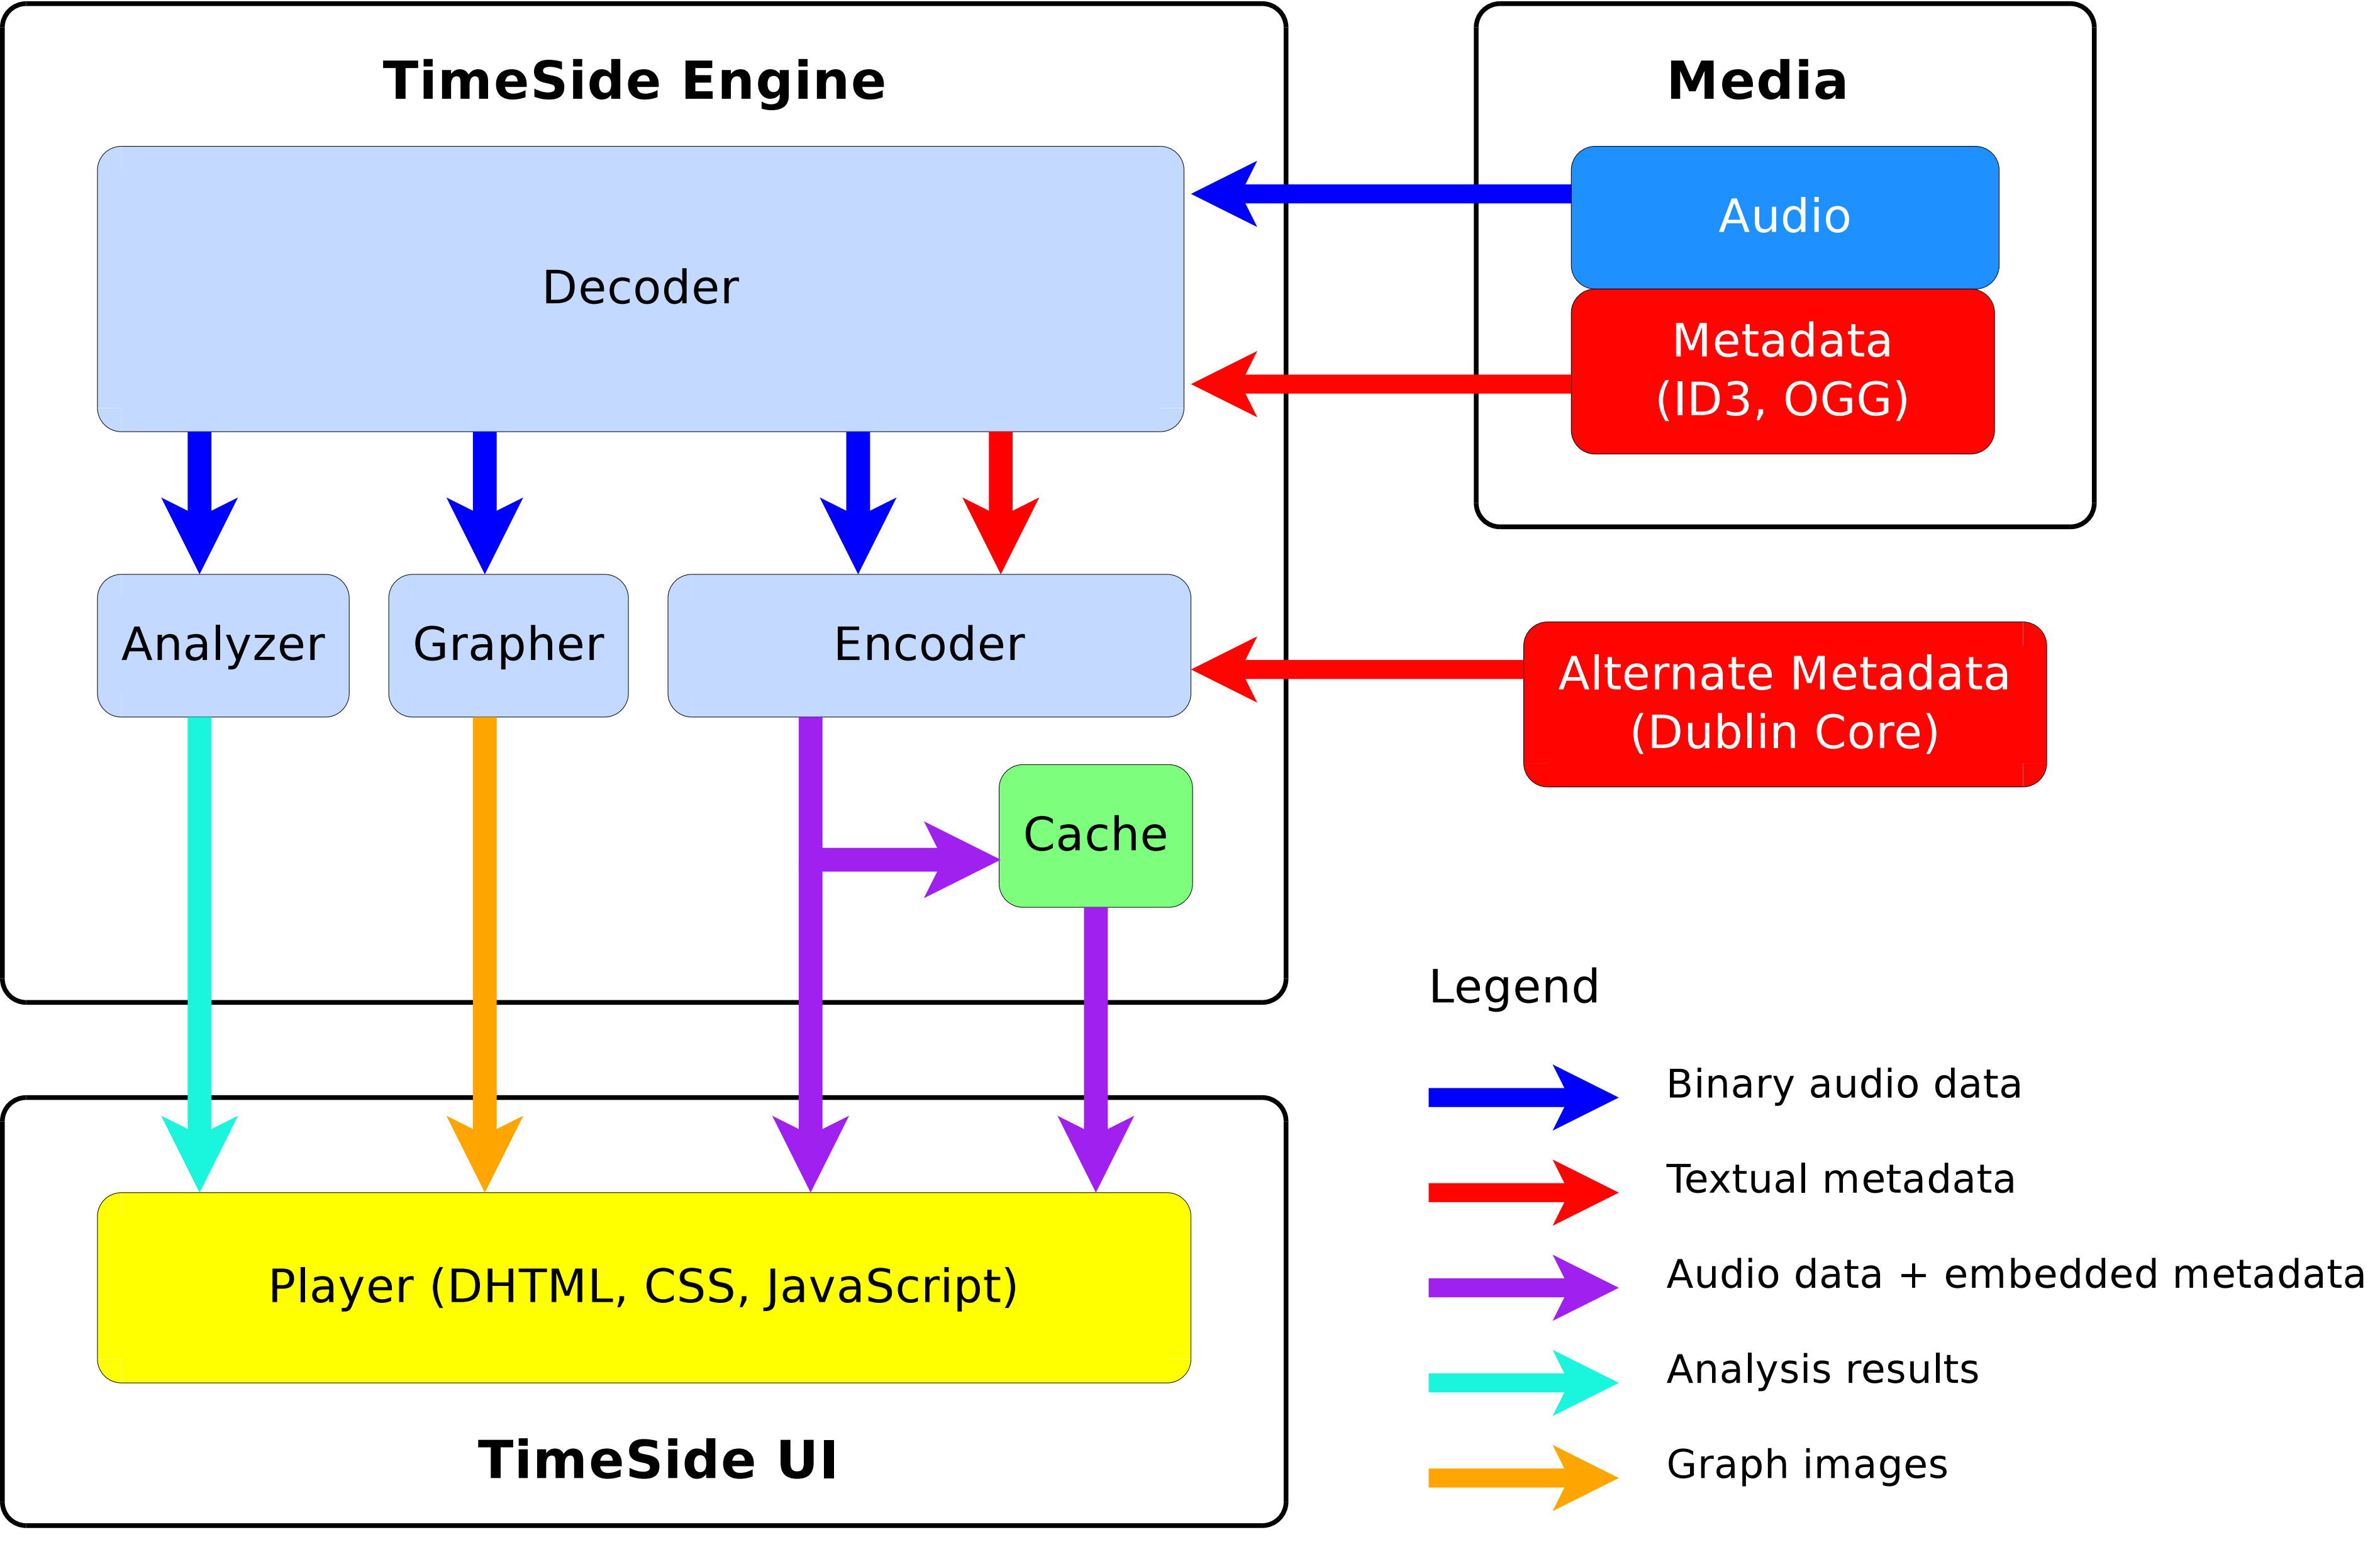 TimeSide Engine
Media
Decoder
Audio
Metadata
(ID3, OGG)
Analyzer
Grapher
Encoder
Alternate Metadata
(Dublin Core)
Cache
Legend
Binary audio data
Textual metadata
Audio data + embedded metadata
Analysis results
Graph images
Player (DHTML, CSS, JavaScript)
TimeSide UI